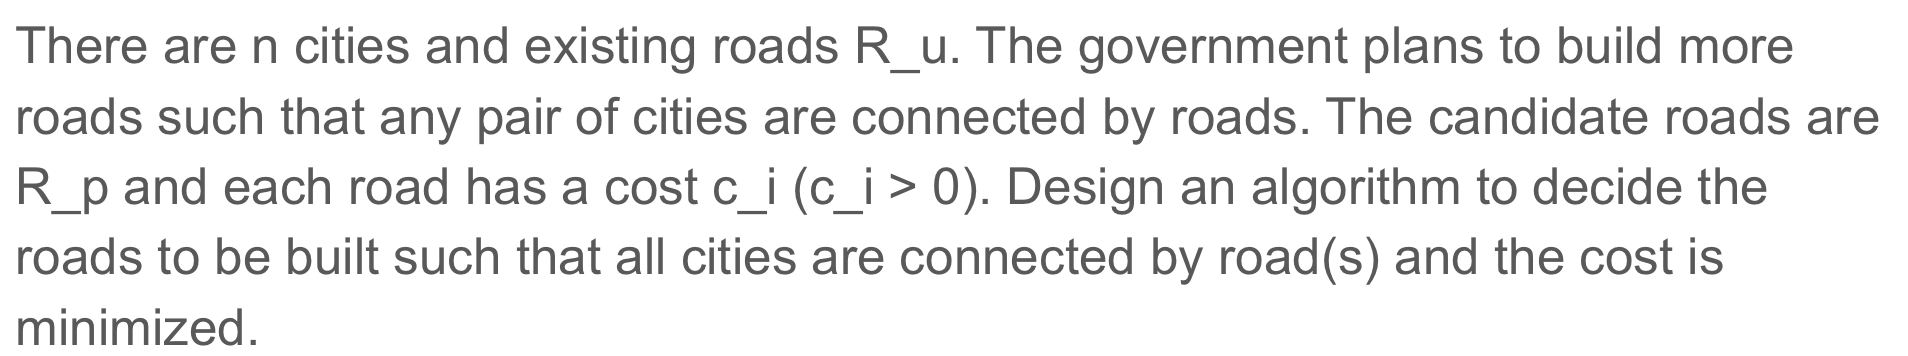 There are n cities and existing roads R_u. The government plans to build more
roads such that any pair of cities are connected by roads. The candidate roads are
R_p and each road has a cost c_i (c_i > 0). Design an algorithm to decide the
roads to be built such that all cities are connected by road(s) and the cost is
minimized.